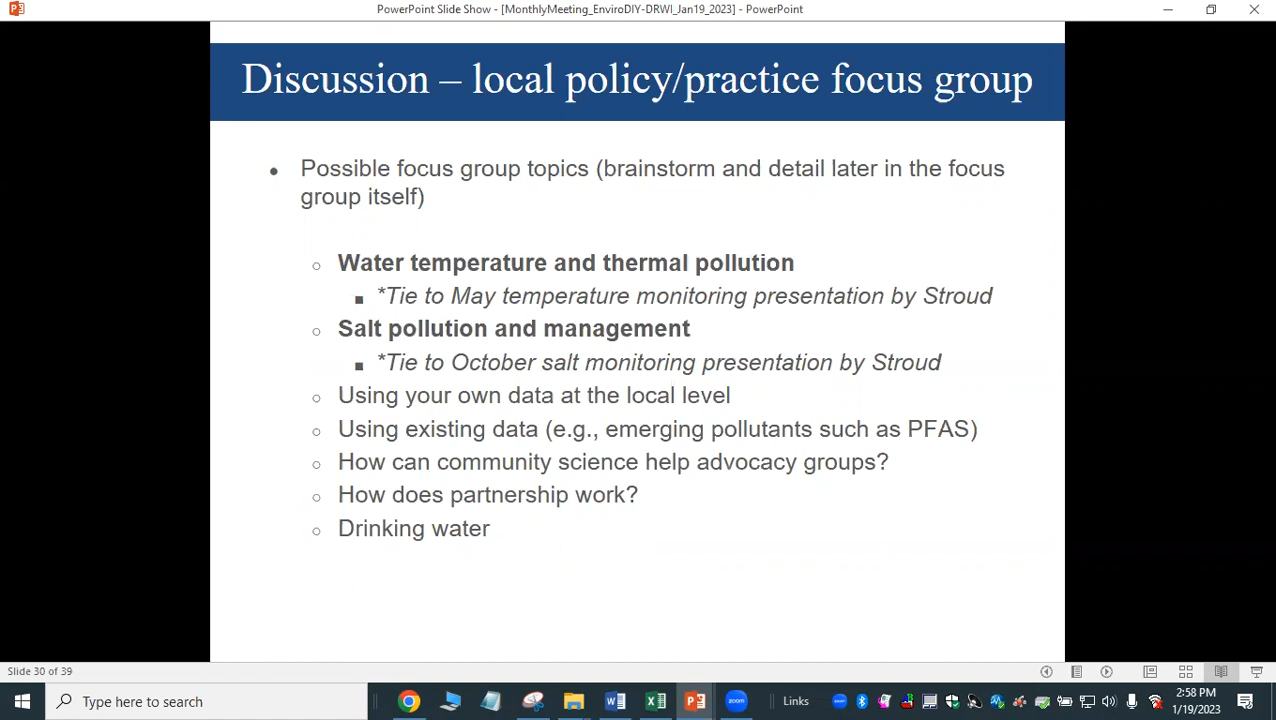 PowerPoint Slide Show - [MonthlyMeeting_EnviroDIY-DRWI_Jan19_2023] - PowerPoint
Discussion – local policy/practice focus group
Possible focus group topics (brainstorm and detail later in the focus
group itself)
Water temperature and thermal pollution
*Tie to May temperature monitoring presentation by Stroud
Salt pollution and management
*Tie to October salt monitoring presentation by Stroud
Using your own data at the local level
Using existing data (e.g., emerging pollutants such as PFAS)
How can community science help advocacy groups?
How does partnership work?
Drinking water
Slide 30 of 39
Type here to search
zoom
Links
2:58 PM
1/19/2023